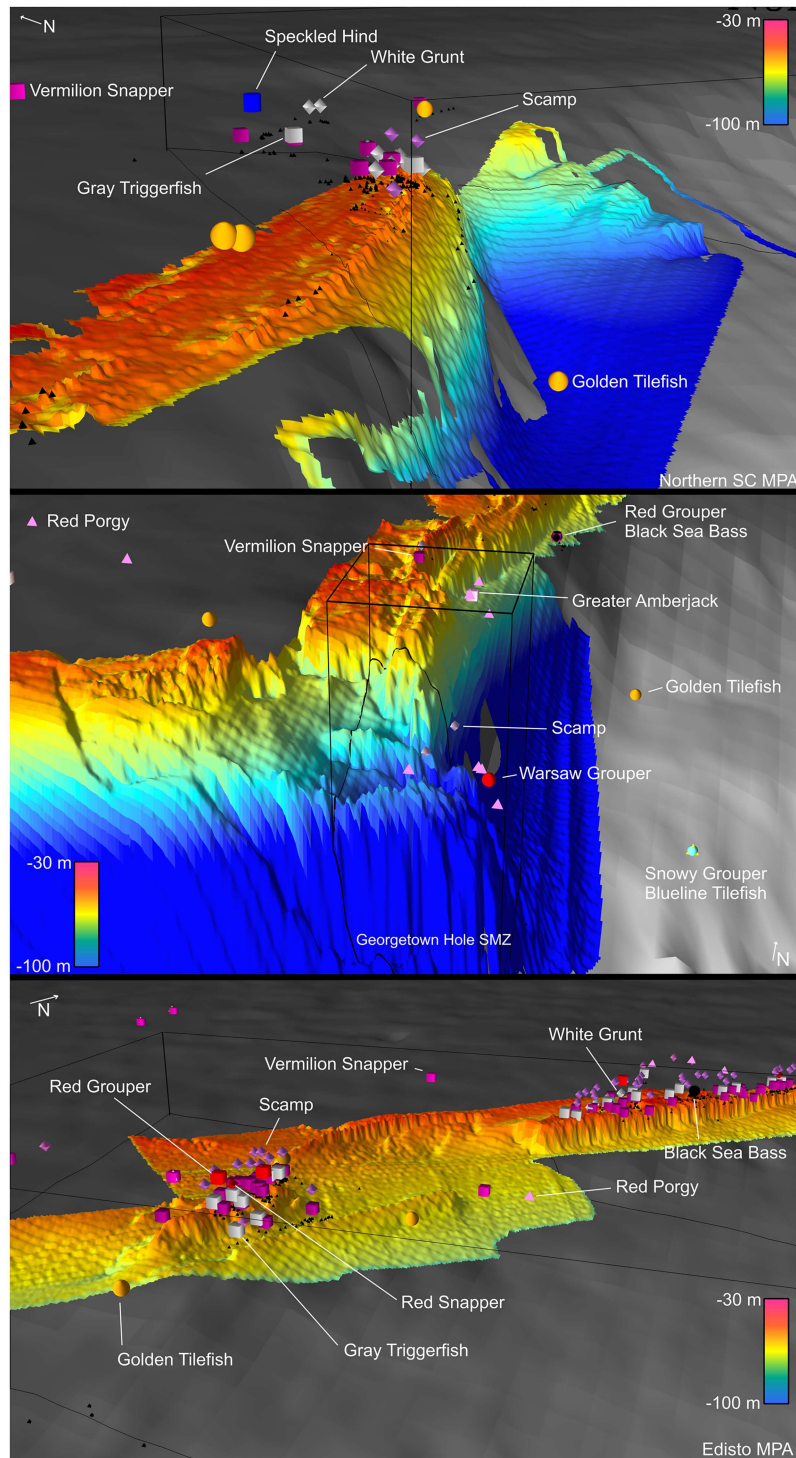 N
-30 m
Speckled Hind
White Grunt
Vermilion Snapper
Scamp
-100 m
Gray Triggerfish
Golden Tilefish
Northern SC MPA
Red Porgy
Red Grouper
Black Sea Bass
Vermilion Snapper
Greater Amberjack
Golden Tilefish
Scamp
Warsaw Grouper
-30 m
Snowy Grouper
Blueline Tilefish
Georgetown Hole SMZ
N
-100 m
N
White Grunt
Vermilion Snapper
Red Grouper
Scamp
Black Sea Bass
Red Porgy
Red Snapper
-30 m
Gray Triggerfish
Golden Tilefish
-100 m
Edisto MPA